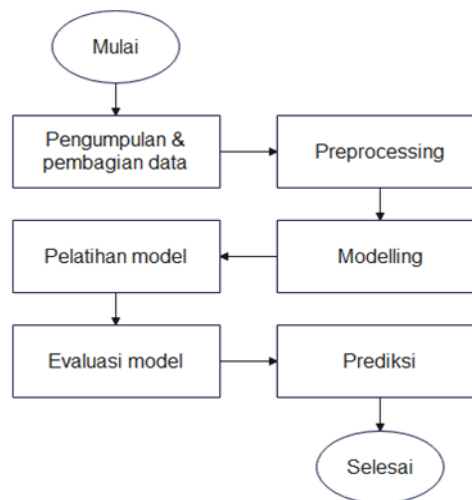 Mulai
Pengumpulan &
pembagian data
Preprocessing
Modelling
Pelatihan model
Evaluasi model
Prediksi
Selesai